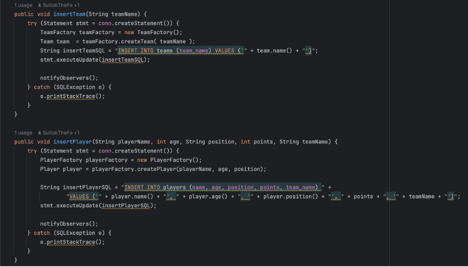 1 usage SultokTheFx +1
public void insertTeam(String teamName) {
try (Statement stmt = conn.createStatement()) {
TeamFactory teamFactory = new TeamFactory();
Team team = teamFactory.createTeam( teamName );
String insertTeamSQL = "INSERT INTO teams (team_name) VALUES ('" + team.name() + "')";
stmt.executeUpdate(insertTeamSQL);
notifyObservers();
} catch (SQLException e) {
e.printStackTrace();
}
}
1 usage
public void insertPlayer(String playerName, int age, String position, int points, String teamName) {
try (Statement stmt = conn.createStatement()) {
PlayerFactory playerFactory = new PlayerFactory();
Player player = playerFactory.createPlayer(playerName, age, position);
String insertPlayerSQL = "INSERT INTO players (name, age, position, points, team_name) " +
"VALUES ('" + player.name() + + player.age() + + player.position() + + points + + teamName + "')";
stmt.executeUpdate(insertPlayerSQL);
notifyObservers();
} catch (SQLException e) {
e.printStackTrace();
}
}